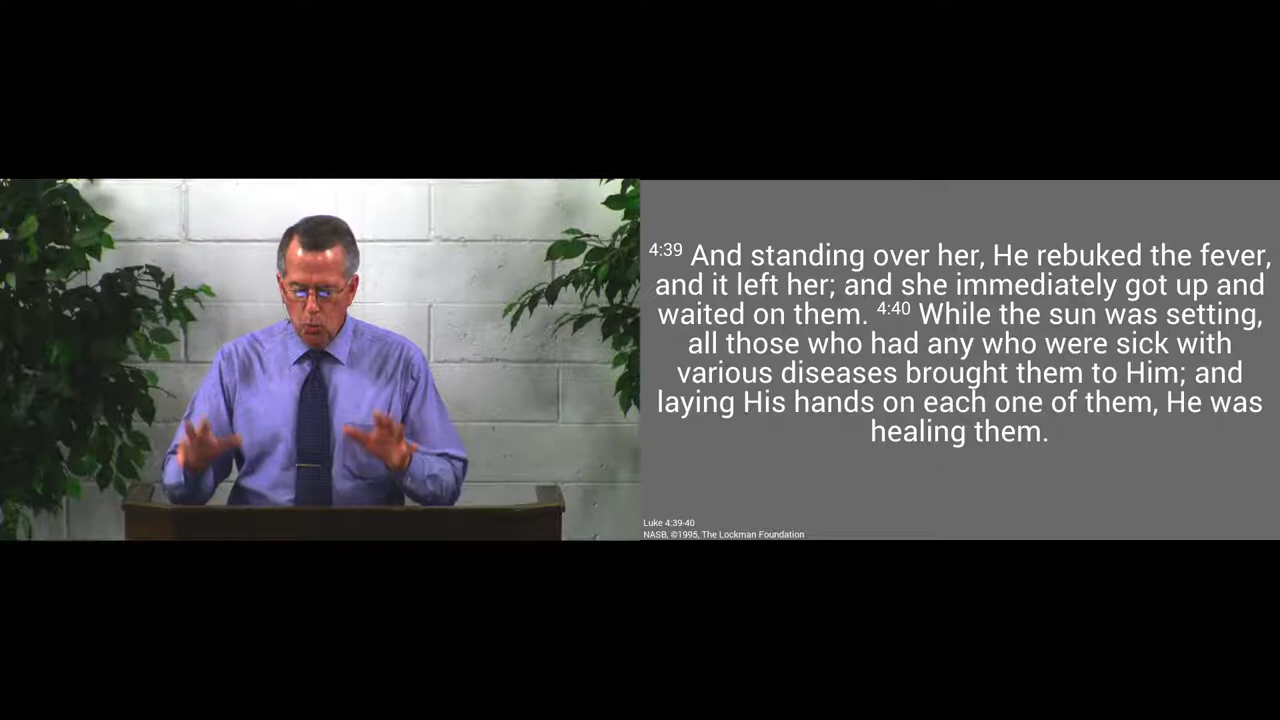 4:39 And standing over her, He rebuked the fever,
and it left her; and she immediately got up and
waited on them. 4:40 While the sun was setting,
all those who had any who were sick with
various diseases brought them to Him; and
laying His hands on each one of them, He was
healing them.
Luke 4:39-40
NASB, ©1995, The Lockman Foundation